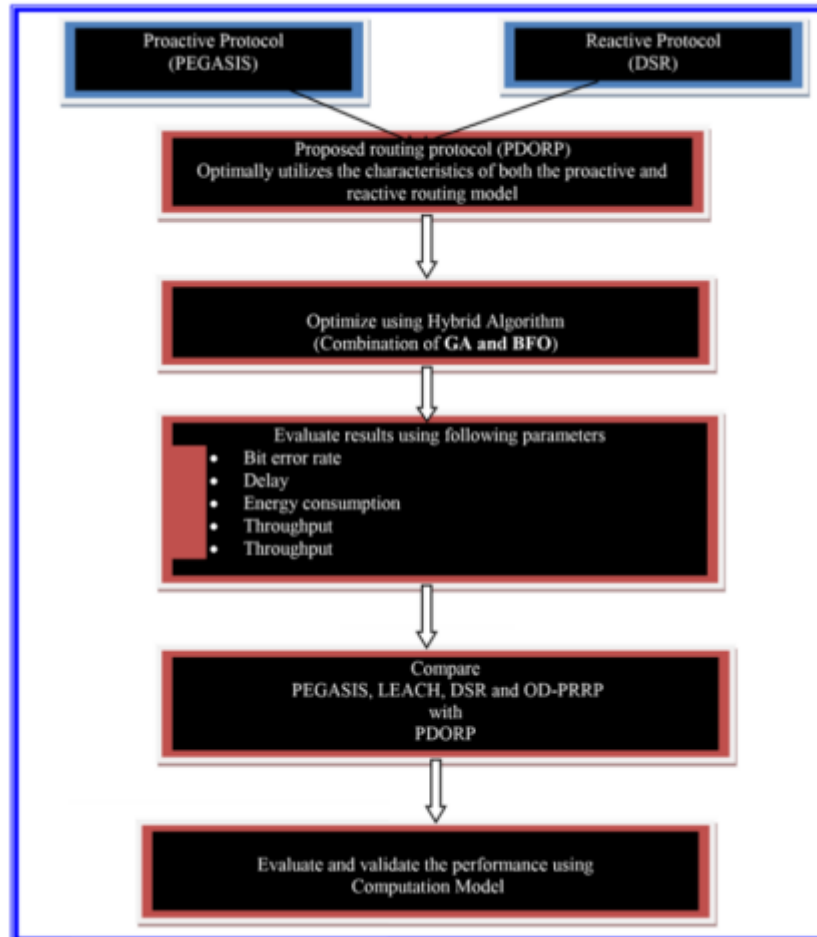 Proactive Protocol
(PEGASIS)
Reactive Protocol
(DSR)
Proposed routing protocol (PDORP)
Optimally utilizes the characteristics of both the proactive and
reactive routing model
Optimize using Hybrid Algorithm
(Combination of GA and BFO)
Evaluate results using following parameters
• Bit error rate
• Delay
• Energy consumption
• Throughput
• Throughput
Compare
PEGASIS, LEACH, DSR and OD-PRRP
with
PDORP
Evaluate and validate the performance using
Computation Model